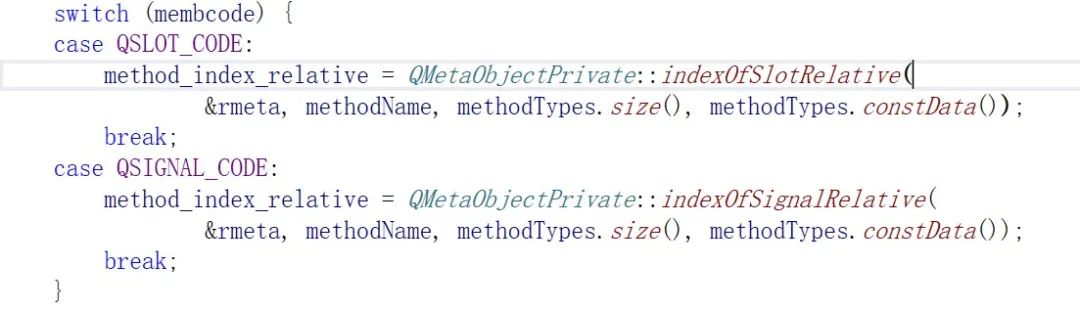 switch (membcode) {
case QSLOT_CODE:
method_index_relative = QMetaObjectPrivate::indexOfSlotRelative(
&rmeta, methodName, methodTypes.size(), methodTypes.constData());
break;
case QSIGNAL_CODE:
method_index_relative = QMetaObjectPrivate::indexOfSignalRelative(
&rmeta, methodName, methodTypes.size(), methodTypes.constData());
break;
}